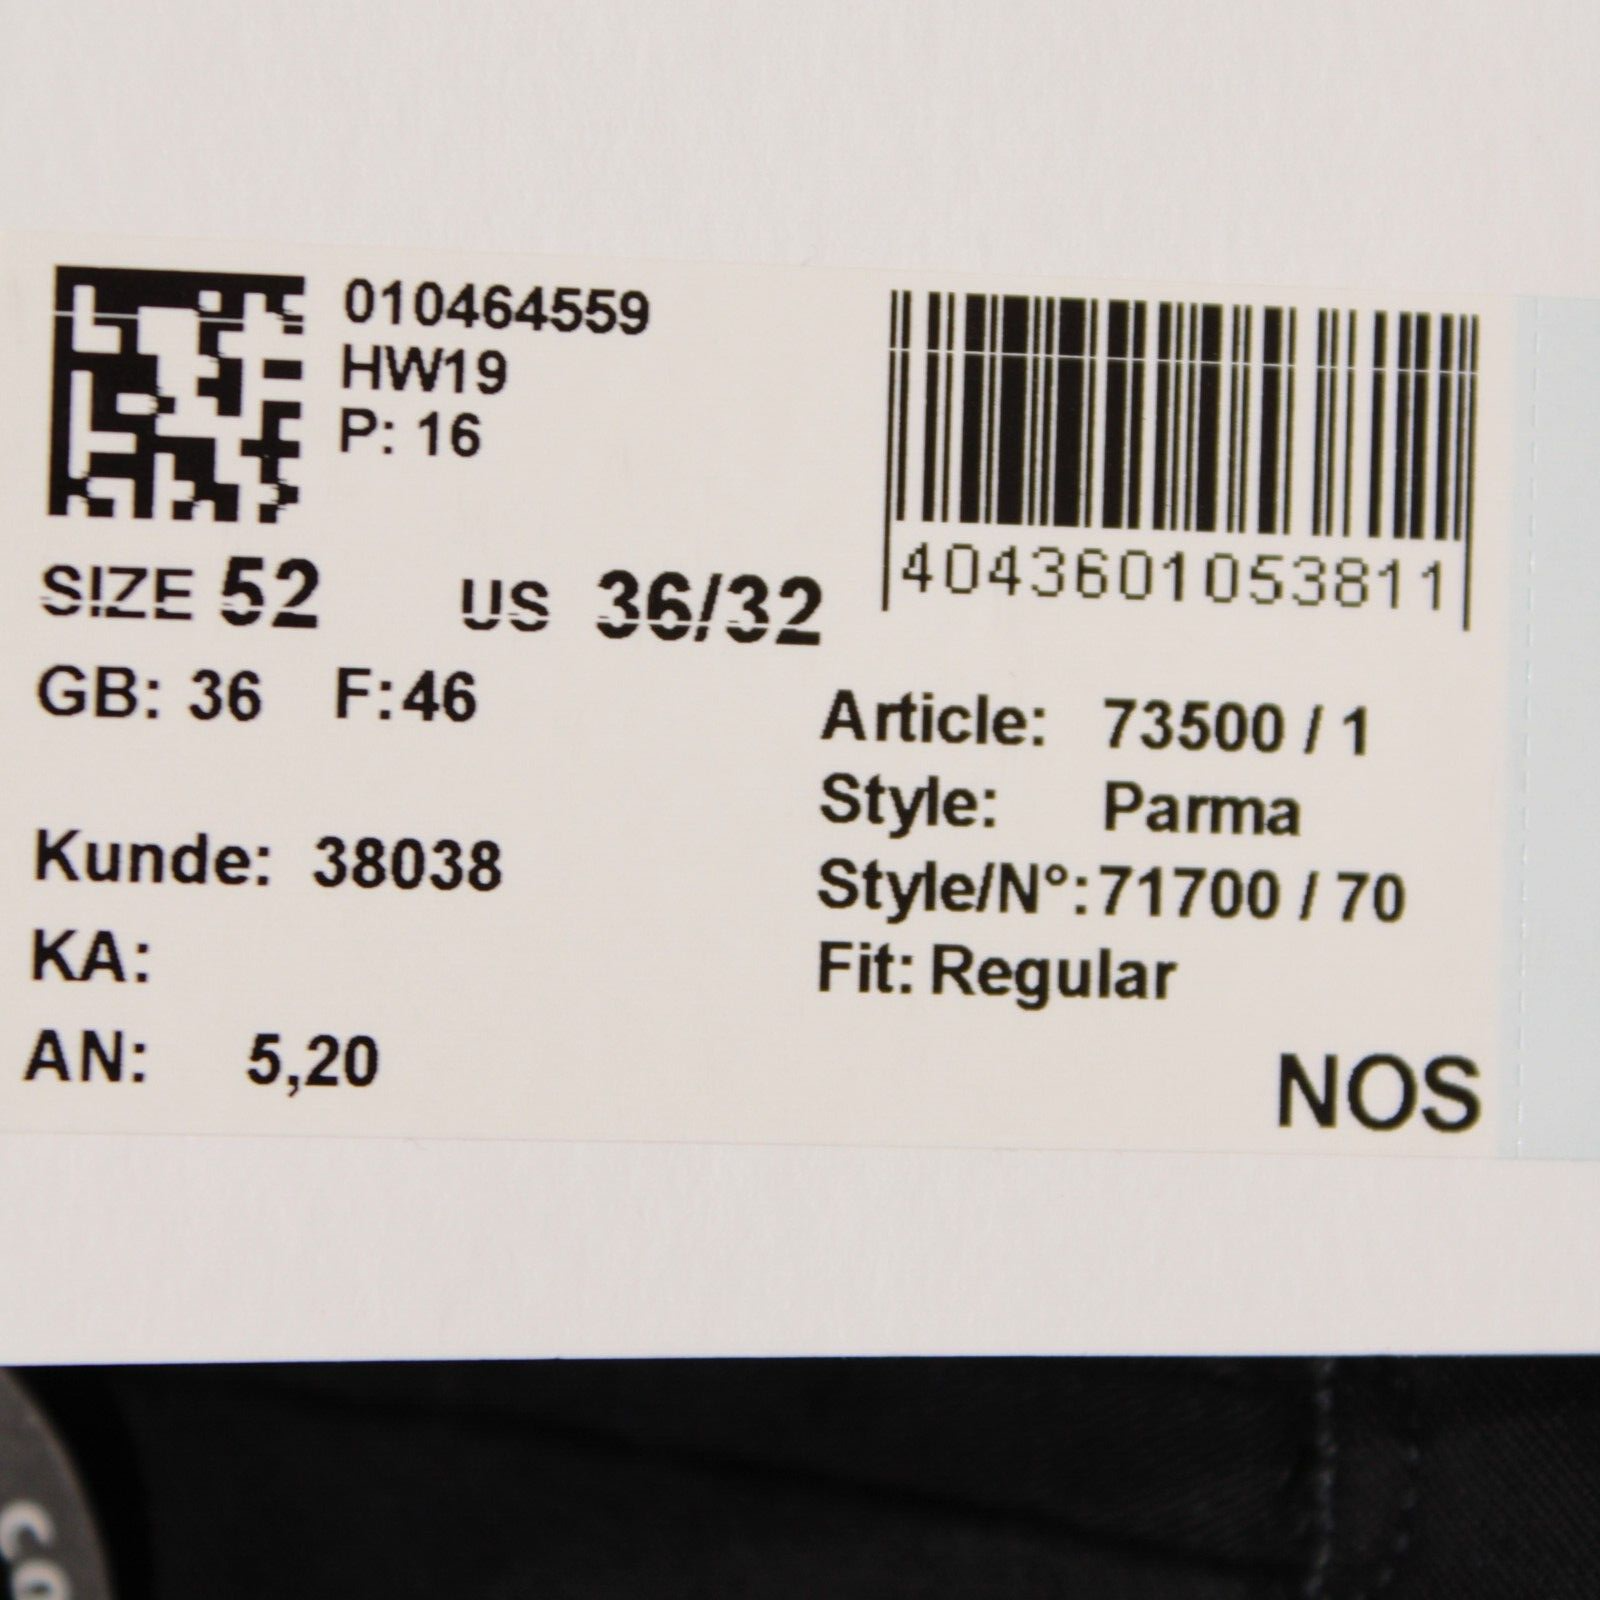 010464559
HW19
P: 16
4043601053811
SIZE 52 US 36/32
GB: 36 F: 46
Kunde: 38038
KA:
AN: 5,20
Article: 73500 / 1
Style: Parma
Style/N°: 71700 / 70
Fit: Regular
NOS